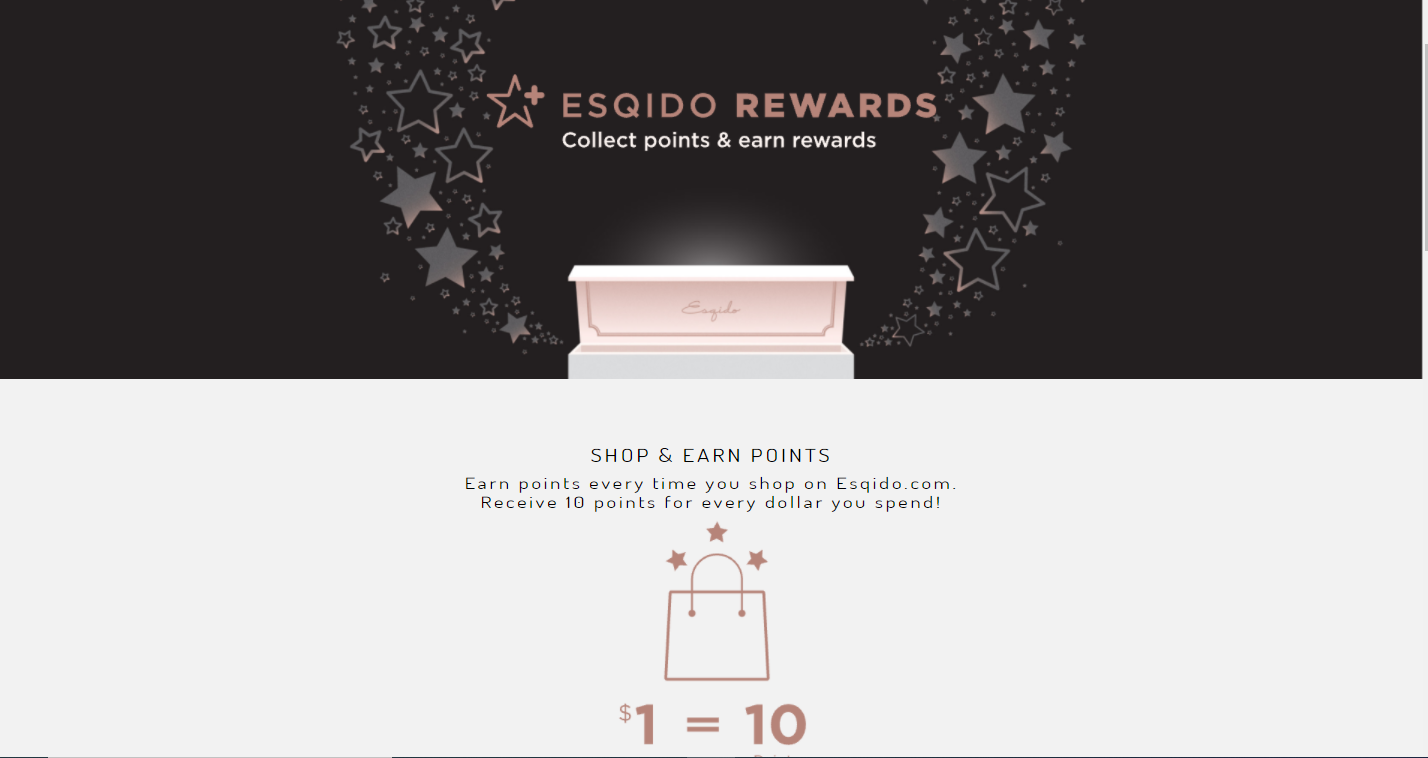 ESQIDO REWARDS
Collect points & earn rewards
Esqido
SHOP & EARN POINTS
Earn points every time you shop on Esqido.com.
Receive 10 points for every dollar you spend!
$1 = 10